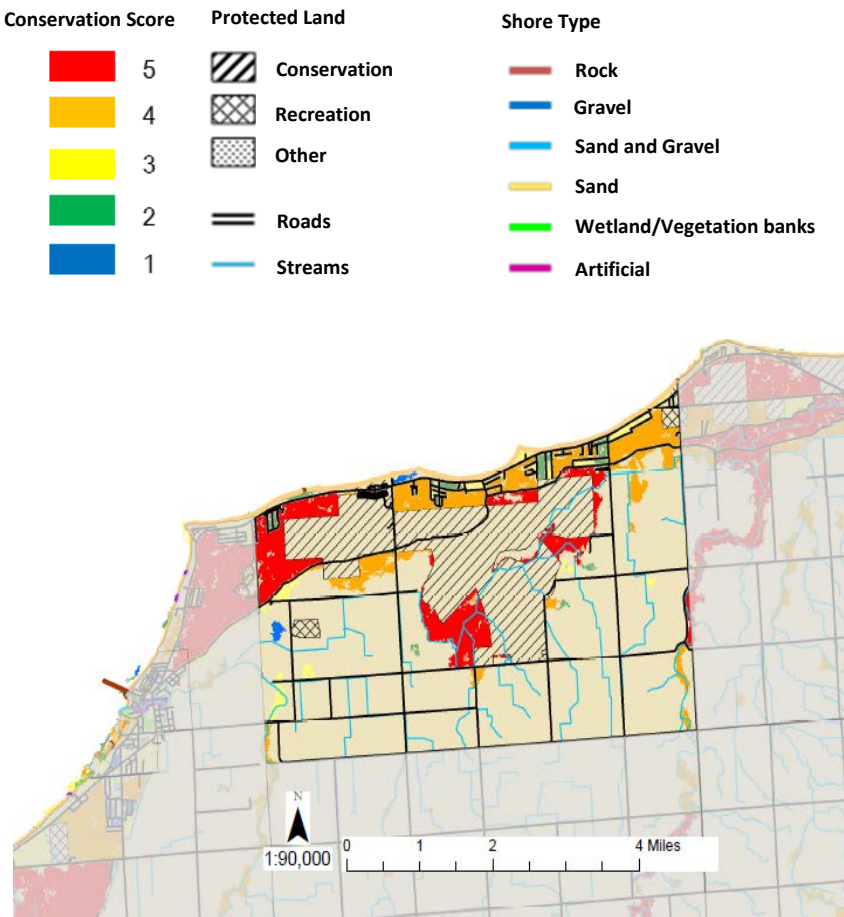 Conservation Score
5
4
3
2
1
Protected Land
Conservation
Recreation
Other
Roads
Streams
Shore Type
Rock
Gravel
Sand and Gravel
Sand
Wetland/Vegetation banks
Artificial
N
1:90,000
0 1 2 4 Miles